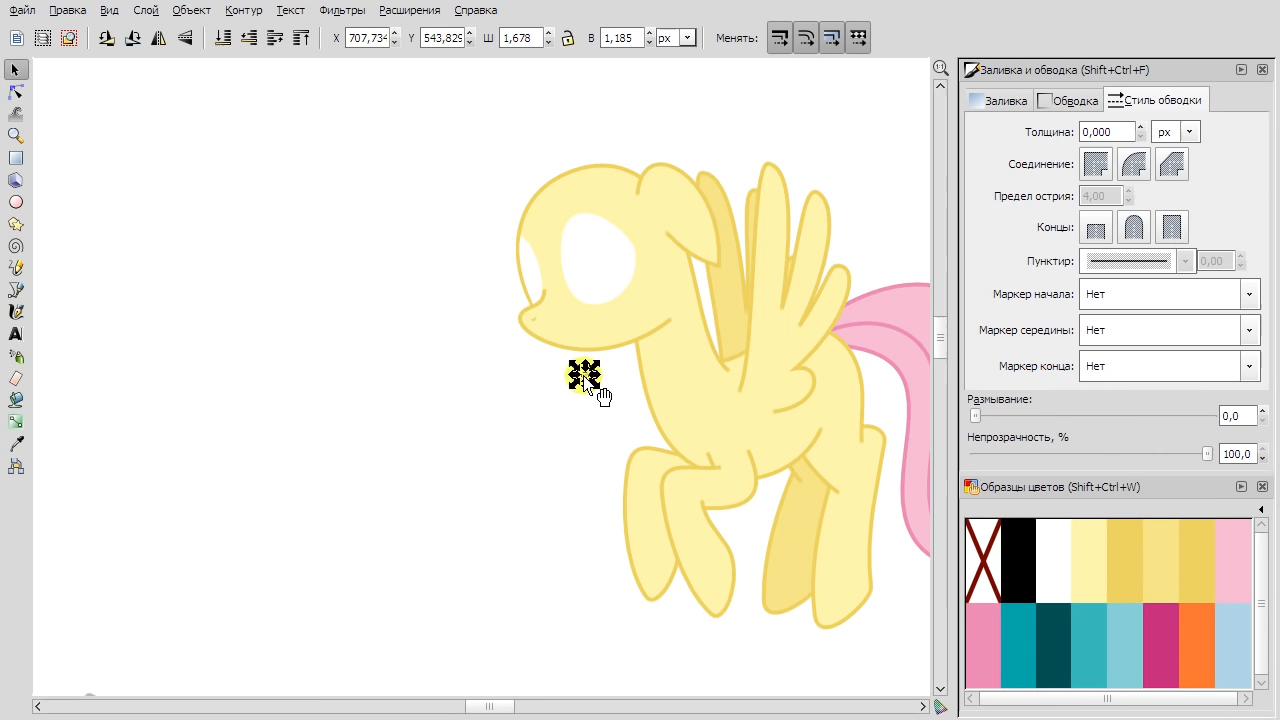 Файл Правка Вид Слой Объект Контур Текст Фильтры Расширения Справка
X 707,734 Y 543,829 Ш 1,678 В 1,185 px Менять:
1:1
Заливка и обводка (Shift+Ctrl+F)
Заливка Обводка Стиль обводки
Толщина: 0,000 px
Соединение:
Предел острия: 4,00
Концы:
Пунктир: 0,00
Маркер начала: Нет
Маркер середины: Нет
Маркер конца: Нет
Размывание:
0,0
Непрозрачность, %
100,0
Образцы цветов (Shift+Ctrl+W)